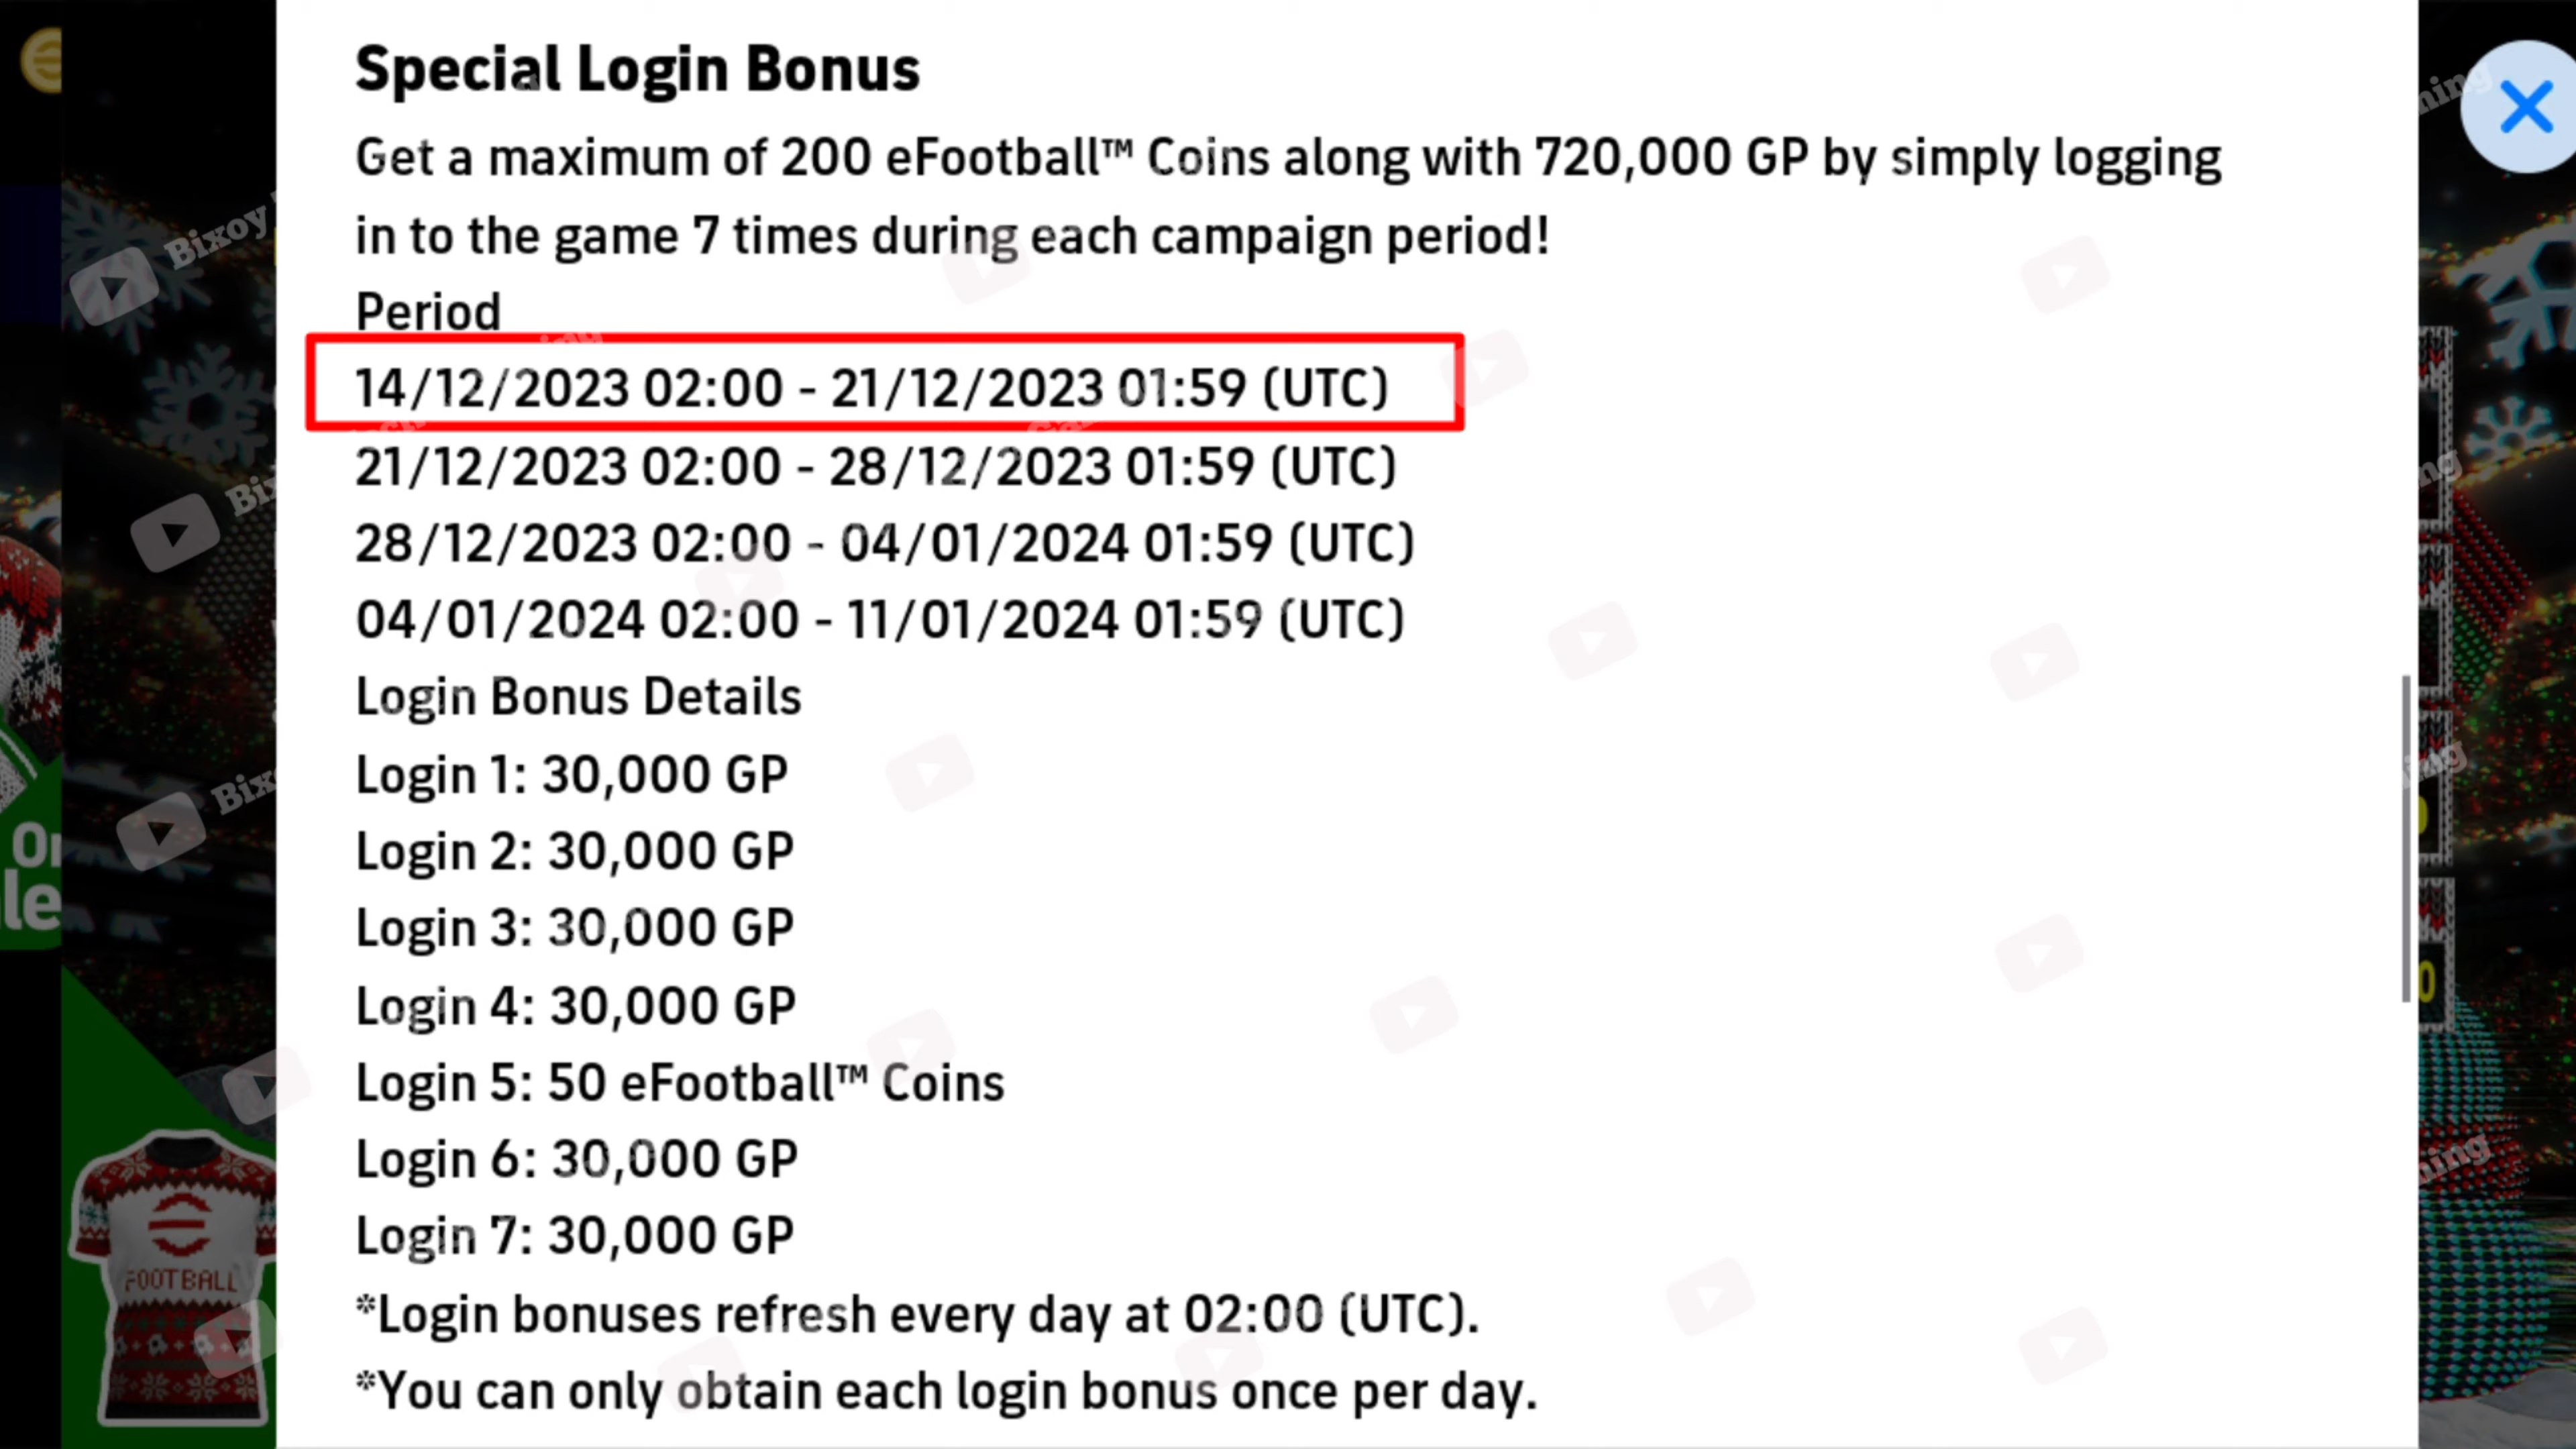 Special Login Bonus
Get a maximum of 200 eFootball™ Coins along with 720,000 GP by simply logging
in to the game 7 times during each campaign period!
Period
14/12/2023 02:00 - 21/12/2023 01:59 (UTC)
21/12/2023 02:00 - 28/12/2023 01:59 (UTC)
28/12/2023 02:00 - 04/01/2024 01:59 (UTC)
04/01/2024 02:00 - 11/01/2024 01:59 (UTC)
Login Bonus Details
Login 1: 30,000 GP
Login 2: 30,000 GP
Login 3: 30,000 GP
Login 4: 30,000 GP
Login 5: 50 eFootball™ Coins
Login 6: 30,000 GP
Login 7: 30,000 GP
*Login bonuses refresh every day at 02:00 (UTC).
*You can only obtain each login bonus once per day.
Bixoy
FOOTBALL